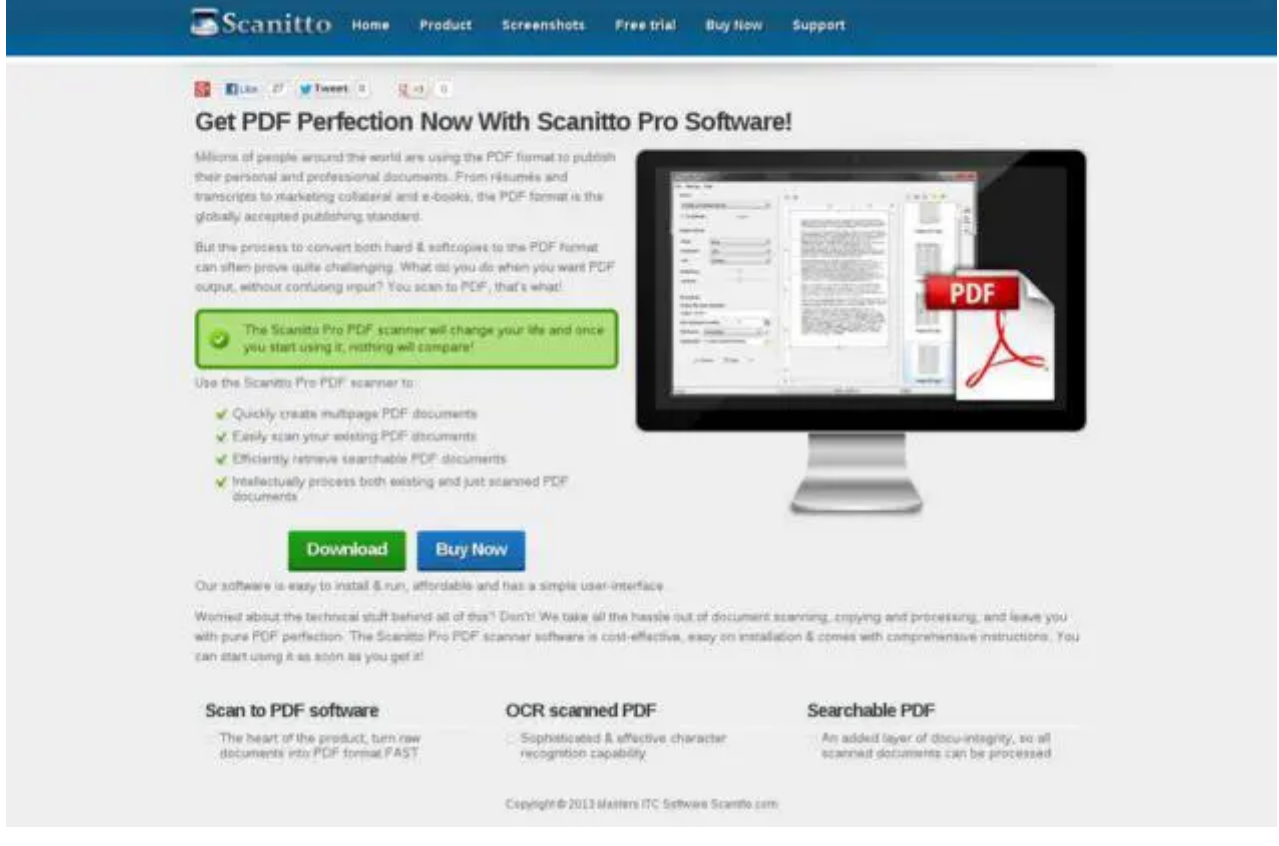 Scanitto Home Product Screenshots Free trial Buy Now Support
Like 27 Tweet 0 +1 0
Get PDF Perfection Now With Scanitto Pro Software!
Millions of people around the world are using the PDF format to publish
their personal and professional documents. From résumés and
transcripts to marketing collateral and e-books, the PDF format is the
globally accepted publishing standard.
But the process to convert both hard & softcopies to the PDF format
can often prove quite challenging. What do you do when you want PDF
output, without confusing input? You scan to PDF, that's what!
The Scanitto Pro PDF scanner will change your life and once
you start using it, nothing will compare!
Use the Scanitto Pro PDF scanner to:
Quickly create multipage PDF documents
Easily scan your existing PDF documents
Efficiently retrieve searchable PDF documents
Intellectually process both existing and just scanned PDF
documents
PDF
Download Buy Now
Our software is easy to install & run, affordable and has a simple user-interface.
Worried about the technical stuff behind all of this? Don't! We take all the hassle out of document scanning, copying and processing, and leave you
with pure PDF perfection. The Scanitto Pro PDF scanner software is cost-effective, easy on installation & comes with comprehensive instructions. You
can start using it as soon as you get it!
Scan to PDF software
The heart of the product, turn raw
documents into PDF format FAST
OCR scanned PDF
Sophisticated & effective character
recognition capability
Searchable PDF
An added layer of docu-integrity, so all
scanned documents can be processed
Copyright © 2013 Masters ITC Software Scanitto.com